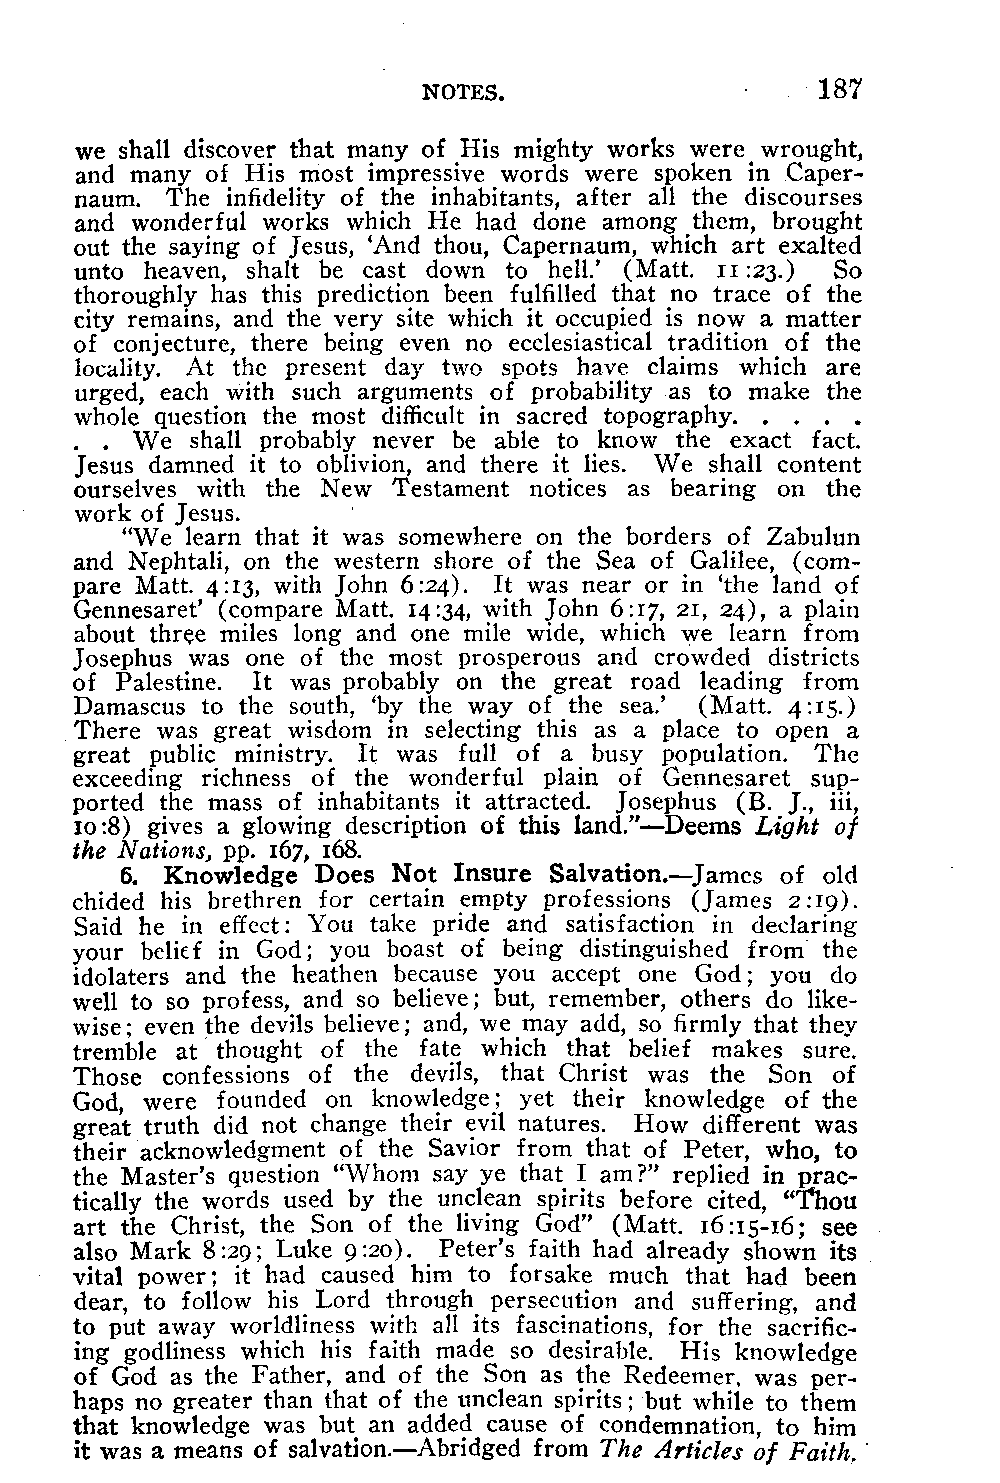 NOTES. 187
we shall discover that many of His mighty works were wrought,
and many of His most impressive words were spoken in Caper-
naum. The infidelity of the inhabitants, after all the discourses
and wonderful works which He had done among them, brought
out the saying of Jesus, ‘And thou, Capernaum, which art exalted
unto heaven, shalt be cast down to hell.’ (Matt. 11:23.) So
thoroughly has this prediction been fulfilled that no trace of the
city remains, and the very site which it occupied is now a matter
of conjecture, there being even no ecclesiastical tradition of the
locality. At the present day two spots have claims which are
urged, each with such arguments of probability as to make the
whole question the most difficult in sacred topography. . . . . .
. . We shall probably never be able to know the exact fact.
Jesus damned it to oblivion, and there it lies. We shall content
ourselves with the New Testament notices as bearing on the
work of Jesus.
“We learn that it was somewhere on the borders of Zabulun
and Nephtali, on the western shore of the Sea of Galilee, (com-
pare Matt. 4:13, with John 6:24). It was near or in ‘the land of
Gennesaret’ (compare Matt. 14:34, with John 6:17, 21, 24), a plain
about three miles long and one mile wide, which we learn from
Josephus was one of the most prosperous and crowded districts
of Palestine. It was probably on the great road leading from
Damascus to the south, ‘by the way of the sea.’ (Matt. 4:15.)
There was great wisdom in selecting this as a place to open a
great public ministry. It was full of a busy population. The
exceeding richness of the wonderful plain of Gennesaret sup-
ported the mass of inhabitants it attracted. Josephus (B. J., iii,
10:8) gives a glowing description of this land.”—Deems Light of
the Nations, pp. 167, 168.
6. Knowledge Does Not Insure Salvation.—James of old
chided his brethren for certain empty professions (James 2:19).
Said he in effect: You take pride and satisfaction in declaring
your belief in God; you boast of being distinguished from the
idolaters and the heathen because you accept one God; you do
well to so profess, and so believe; but, remember, others do like-
wise; even the devils believe; and, we may add, so firmly that they
tremble at thought of the fate which that belief makes sure.
Those confessions of the devils, that Christ was the Son of
God, were founded on knowledge; yet their knowledge of the
great truth did not change their evil natures. How different was
their acknowledgment of the Savior from that of Peter, who, to
the Master’s question “Whom say ye that I am?” replied in prac-
tically the words used by the unclean spirits before cited, “Thou
art the Christ, the Son of the living God” (Matt. 16:15-16; see
also Mark 8:29; Luke 9:20). Peter’s faith had already shown its
vital power; it had caused him to forsake much that had been
dear, to follow his Lord through persecution and suffering, and
to put away worldliness with all its fascinations, for the sacrific-
ing godliness which his faith made so desirable. His knowledge
of God as the Father, and of the Son as the Redeemer, was per-
haps no greater than that of the unclean spirits; but while to them
that knowledge was but an added cause of condemnation, to him
it was a means of salvation.—Abridged from The Articles of Faith.